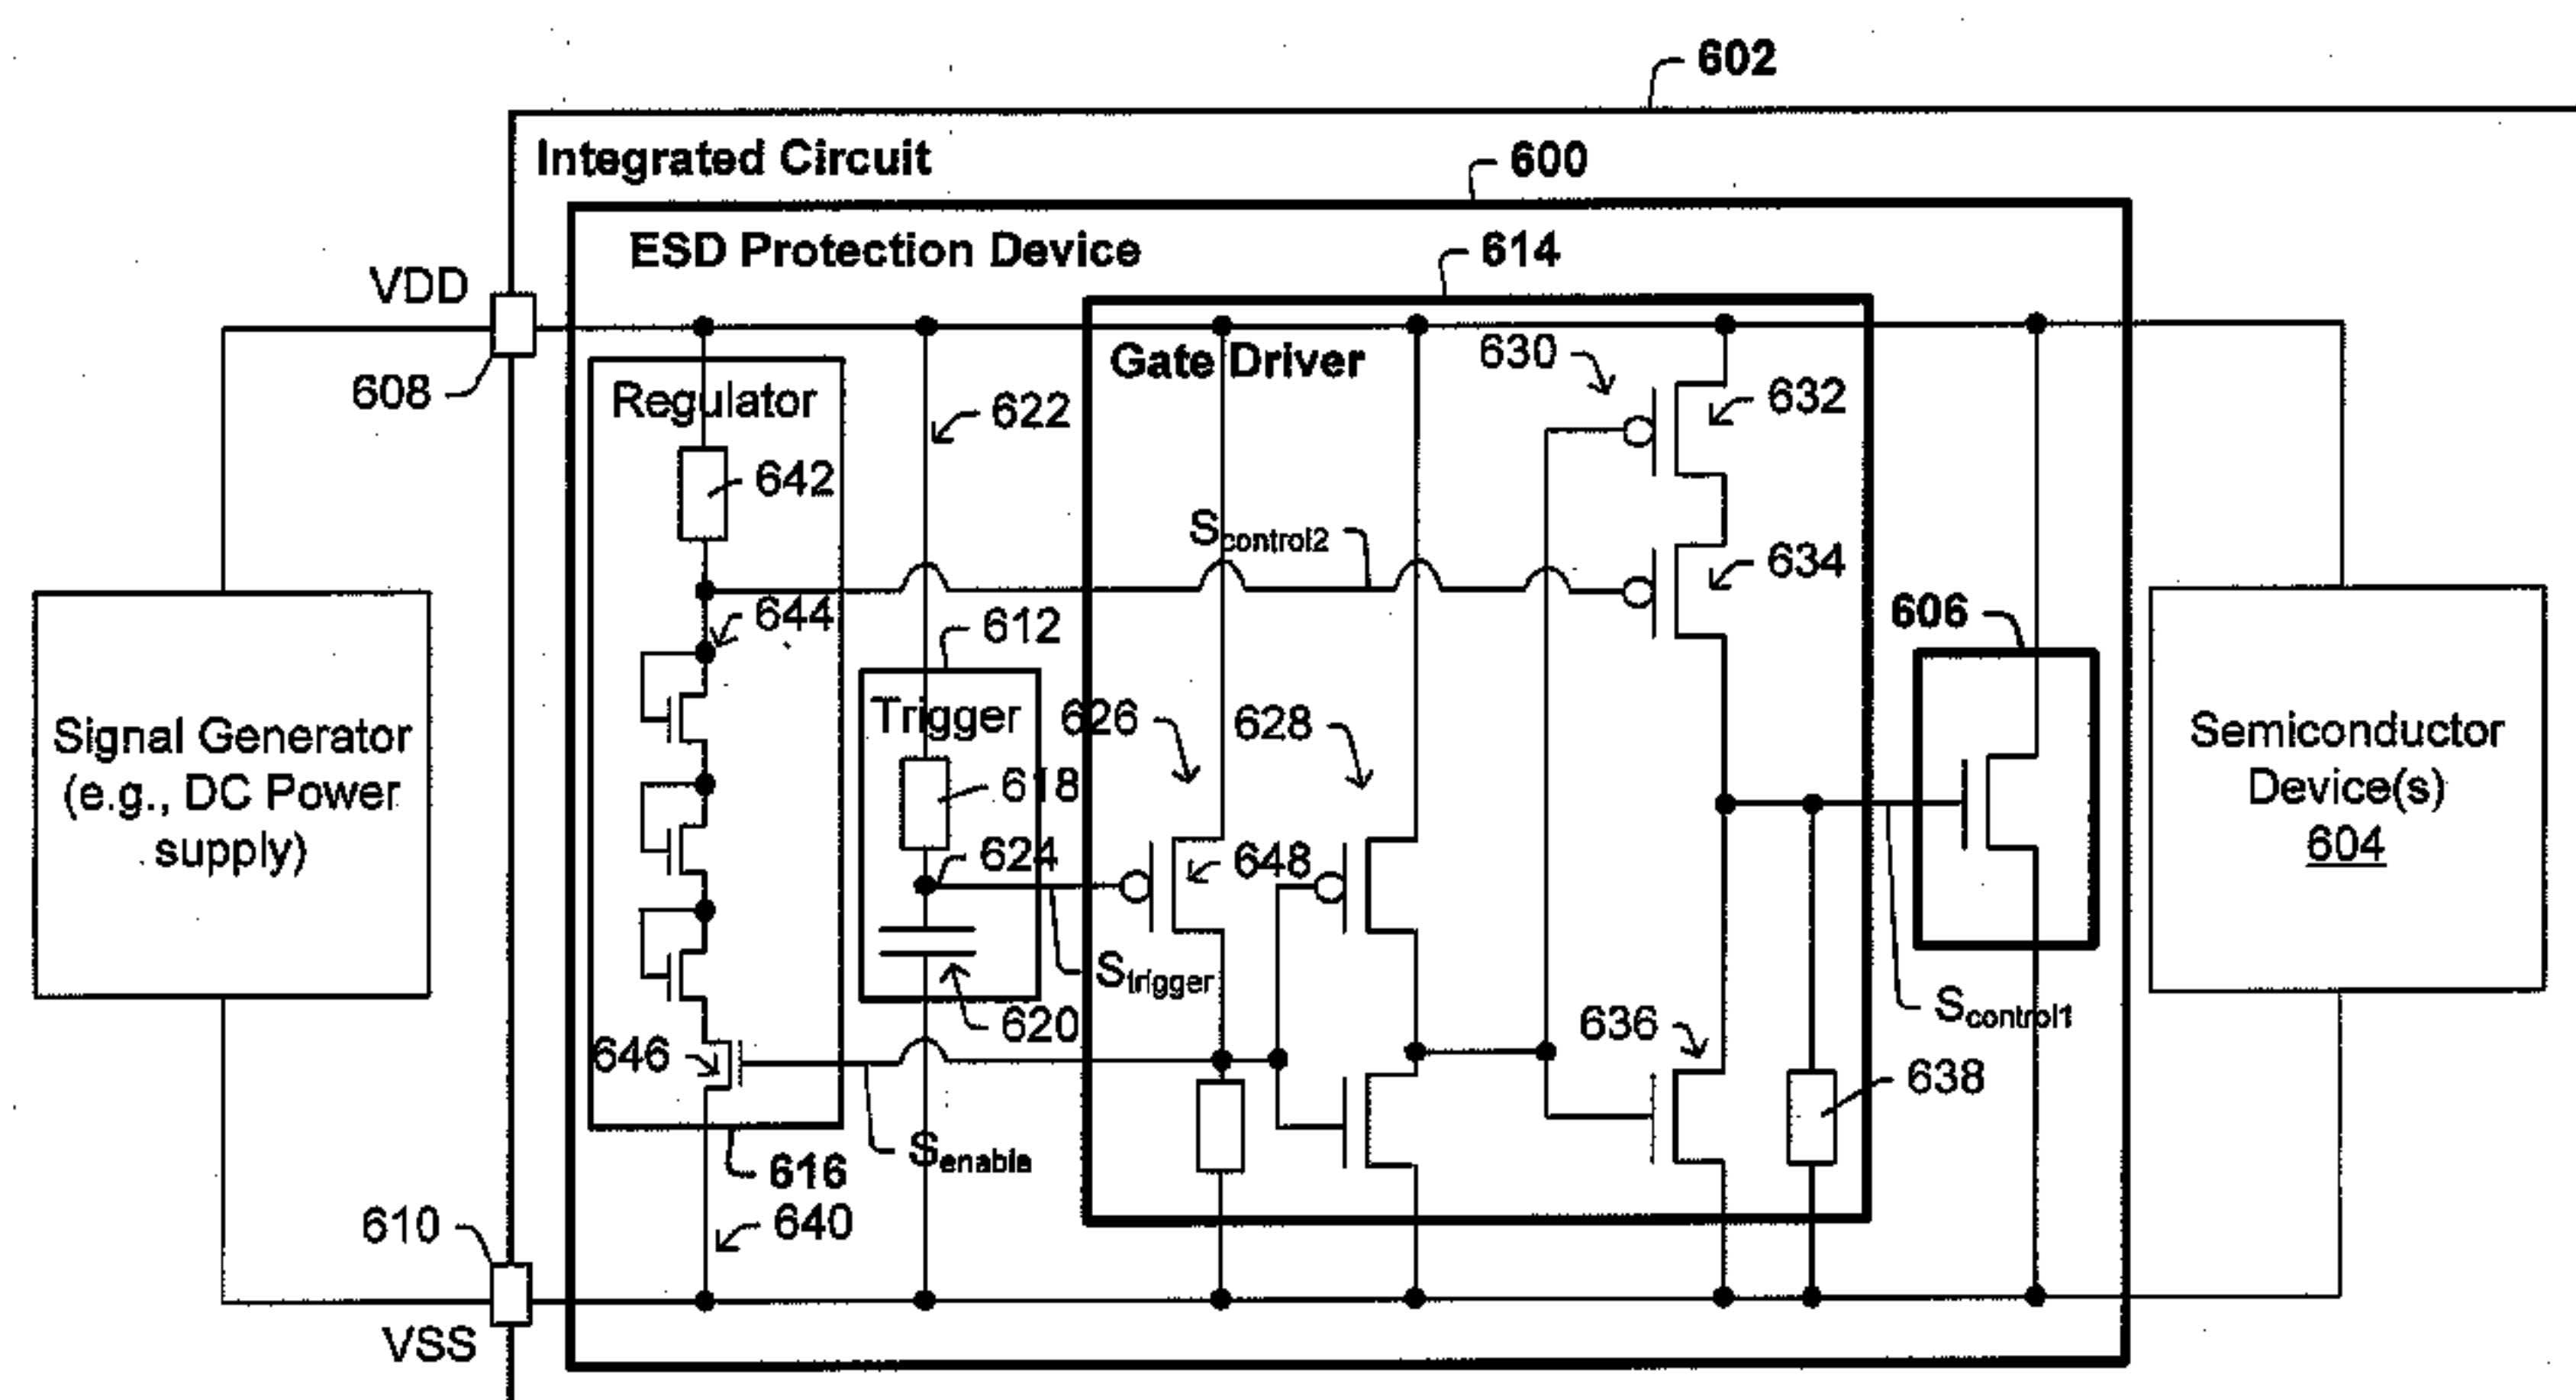 602
Integrated Circuit
600
ESD Protection Device
614
VDD
608
Regulator
642
622
Gate Driver
630
632
Scontrol2
634
644
612
606
Signal Generator
(e.g., DC Power
supply)
Trigger
618
624
626
628
648
Strigger
620
Semiconductor
Device(s)
604
Scontrol1
636
638
646
Senable
616
640
610
VSS